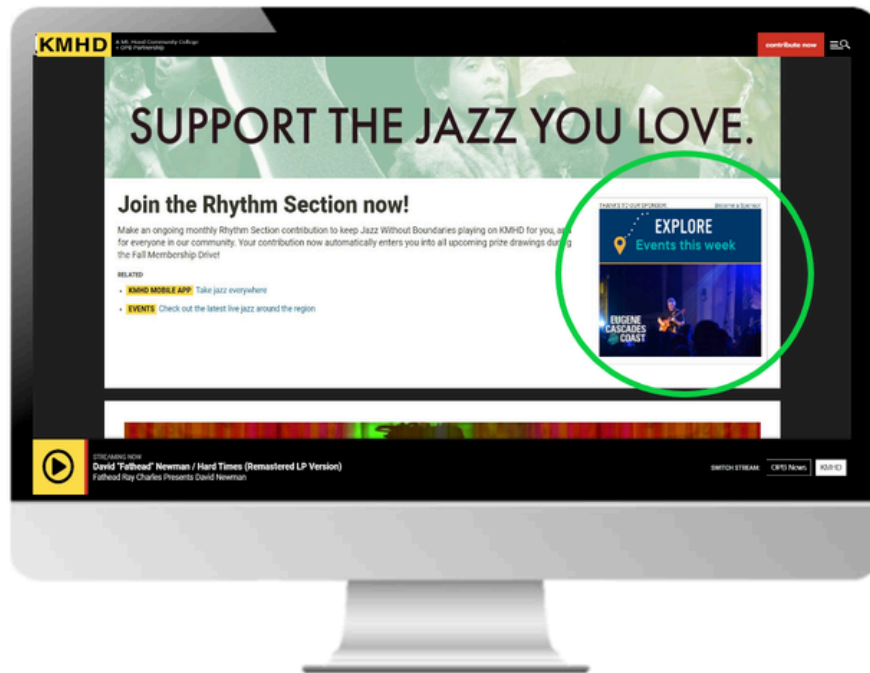 KMHD
A Mt. Hood Community College
+ OPB Partnership
contribute now
SUPPORT THE JAZZ YOU LOVE.
Join the Rhythm Section now!
Make an ongoing monthly Rhythm Section contribution to keep Jazz Without Boundaries playing on KMHD for you, and
for everyone in our community. Your contribution now automatically enters you into all upcoming prize drawings during
the Fall Membership Drive!
RELATED
KMHD MOBILE APP Take jazz everywhere
EVENTS Check out the latest live jazz around the region
THANKS TO OUR SPONSOR: Become a Sponsor
EXPLORE
Events this week
EUGENE
CASCADES
COAST
STREAMING NOW
David "Fathead" Newman / Hard Times (Remastered LP Version)
Fathead Ray Charles Presents David Newman
SWITCH STREAM: OPB News KMHD